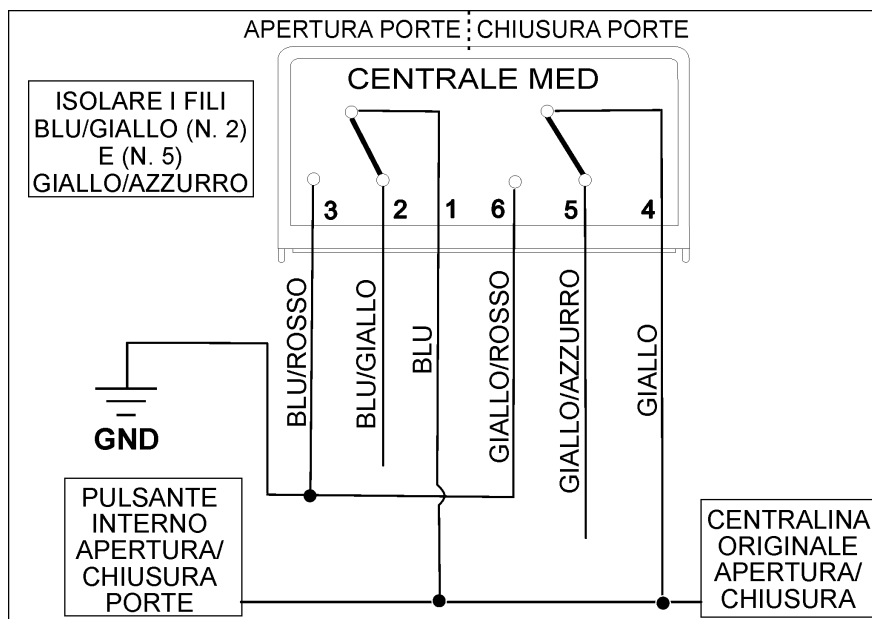 APERTURA PORTE CHIUSURA PORTE
CENTRALE MED
ISOLARE I FILI
BLU/GIALLO (N. 2)
E (N. 5)
GIALLO/AZZURRO
3 2 1 6 5 4
BLU/ROSSO
BLU/GIALLO
BLU
GIALLO/ROSSO
GIALLO/AZZURRO
GIALLO
GND
PULSANTE
INTERNO
APERTURA/
CHIUSURA
PORTE
CENTRALINA
ORIGINALE
APERTURA/
CHIUSURA